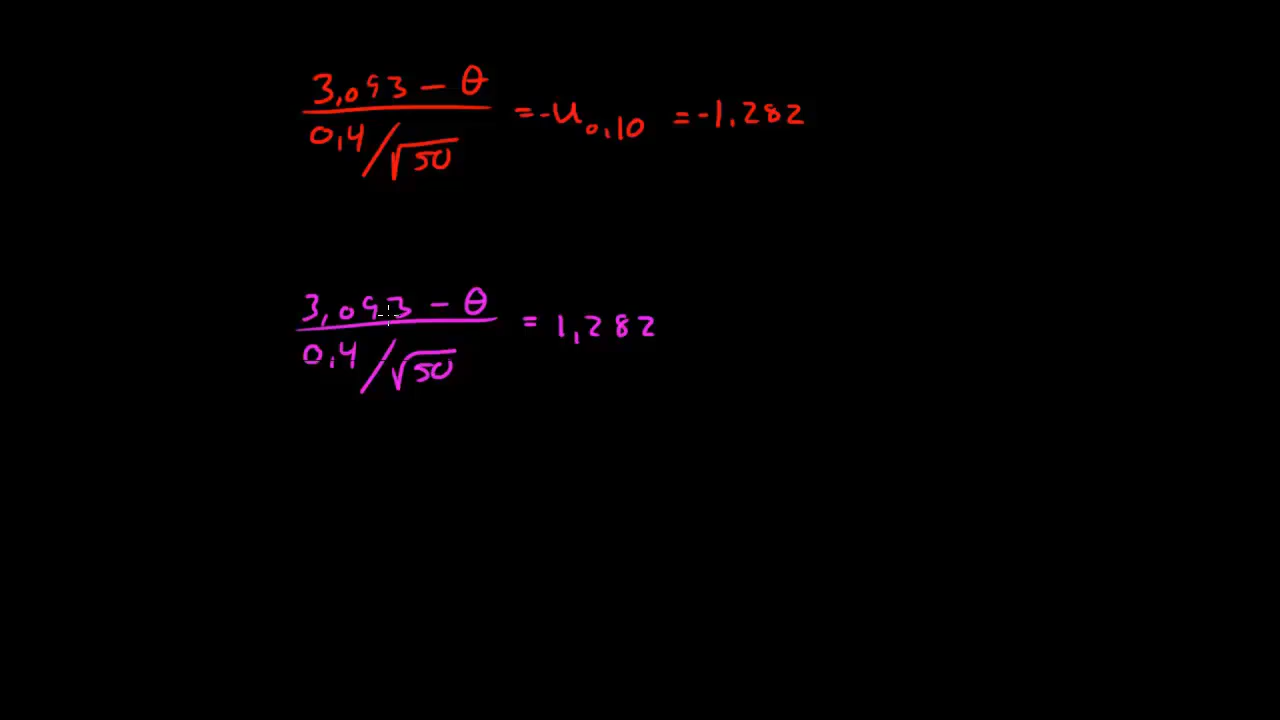 3,093 − θ
0,4/√50 = -u0,10 = -1,282
3,093 − θ
0,4/√50 = 1,282